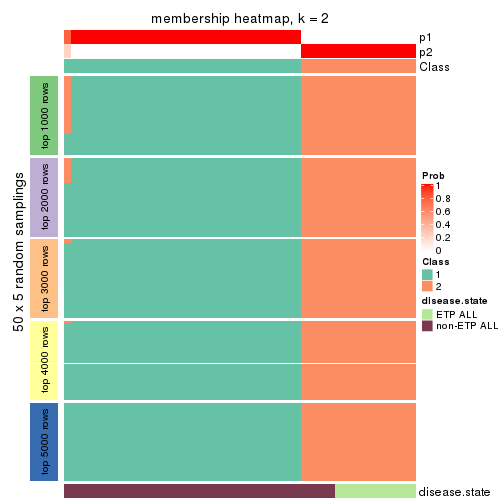 membership heatmap, k = 2
p1
p2
Class
50 x 5 random samplings
top 1000 rows
top 2000 rows
top 3000 rows
top 4000 rows
top 5000 rows
Prob
1
0.8
0.6
0.4
0.2
0
Class
1
2
disease.state
ETP ALL
non-ETP ALL
disease.state